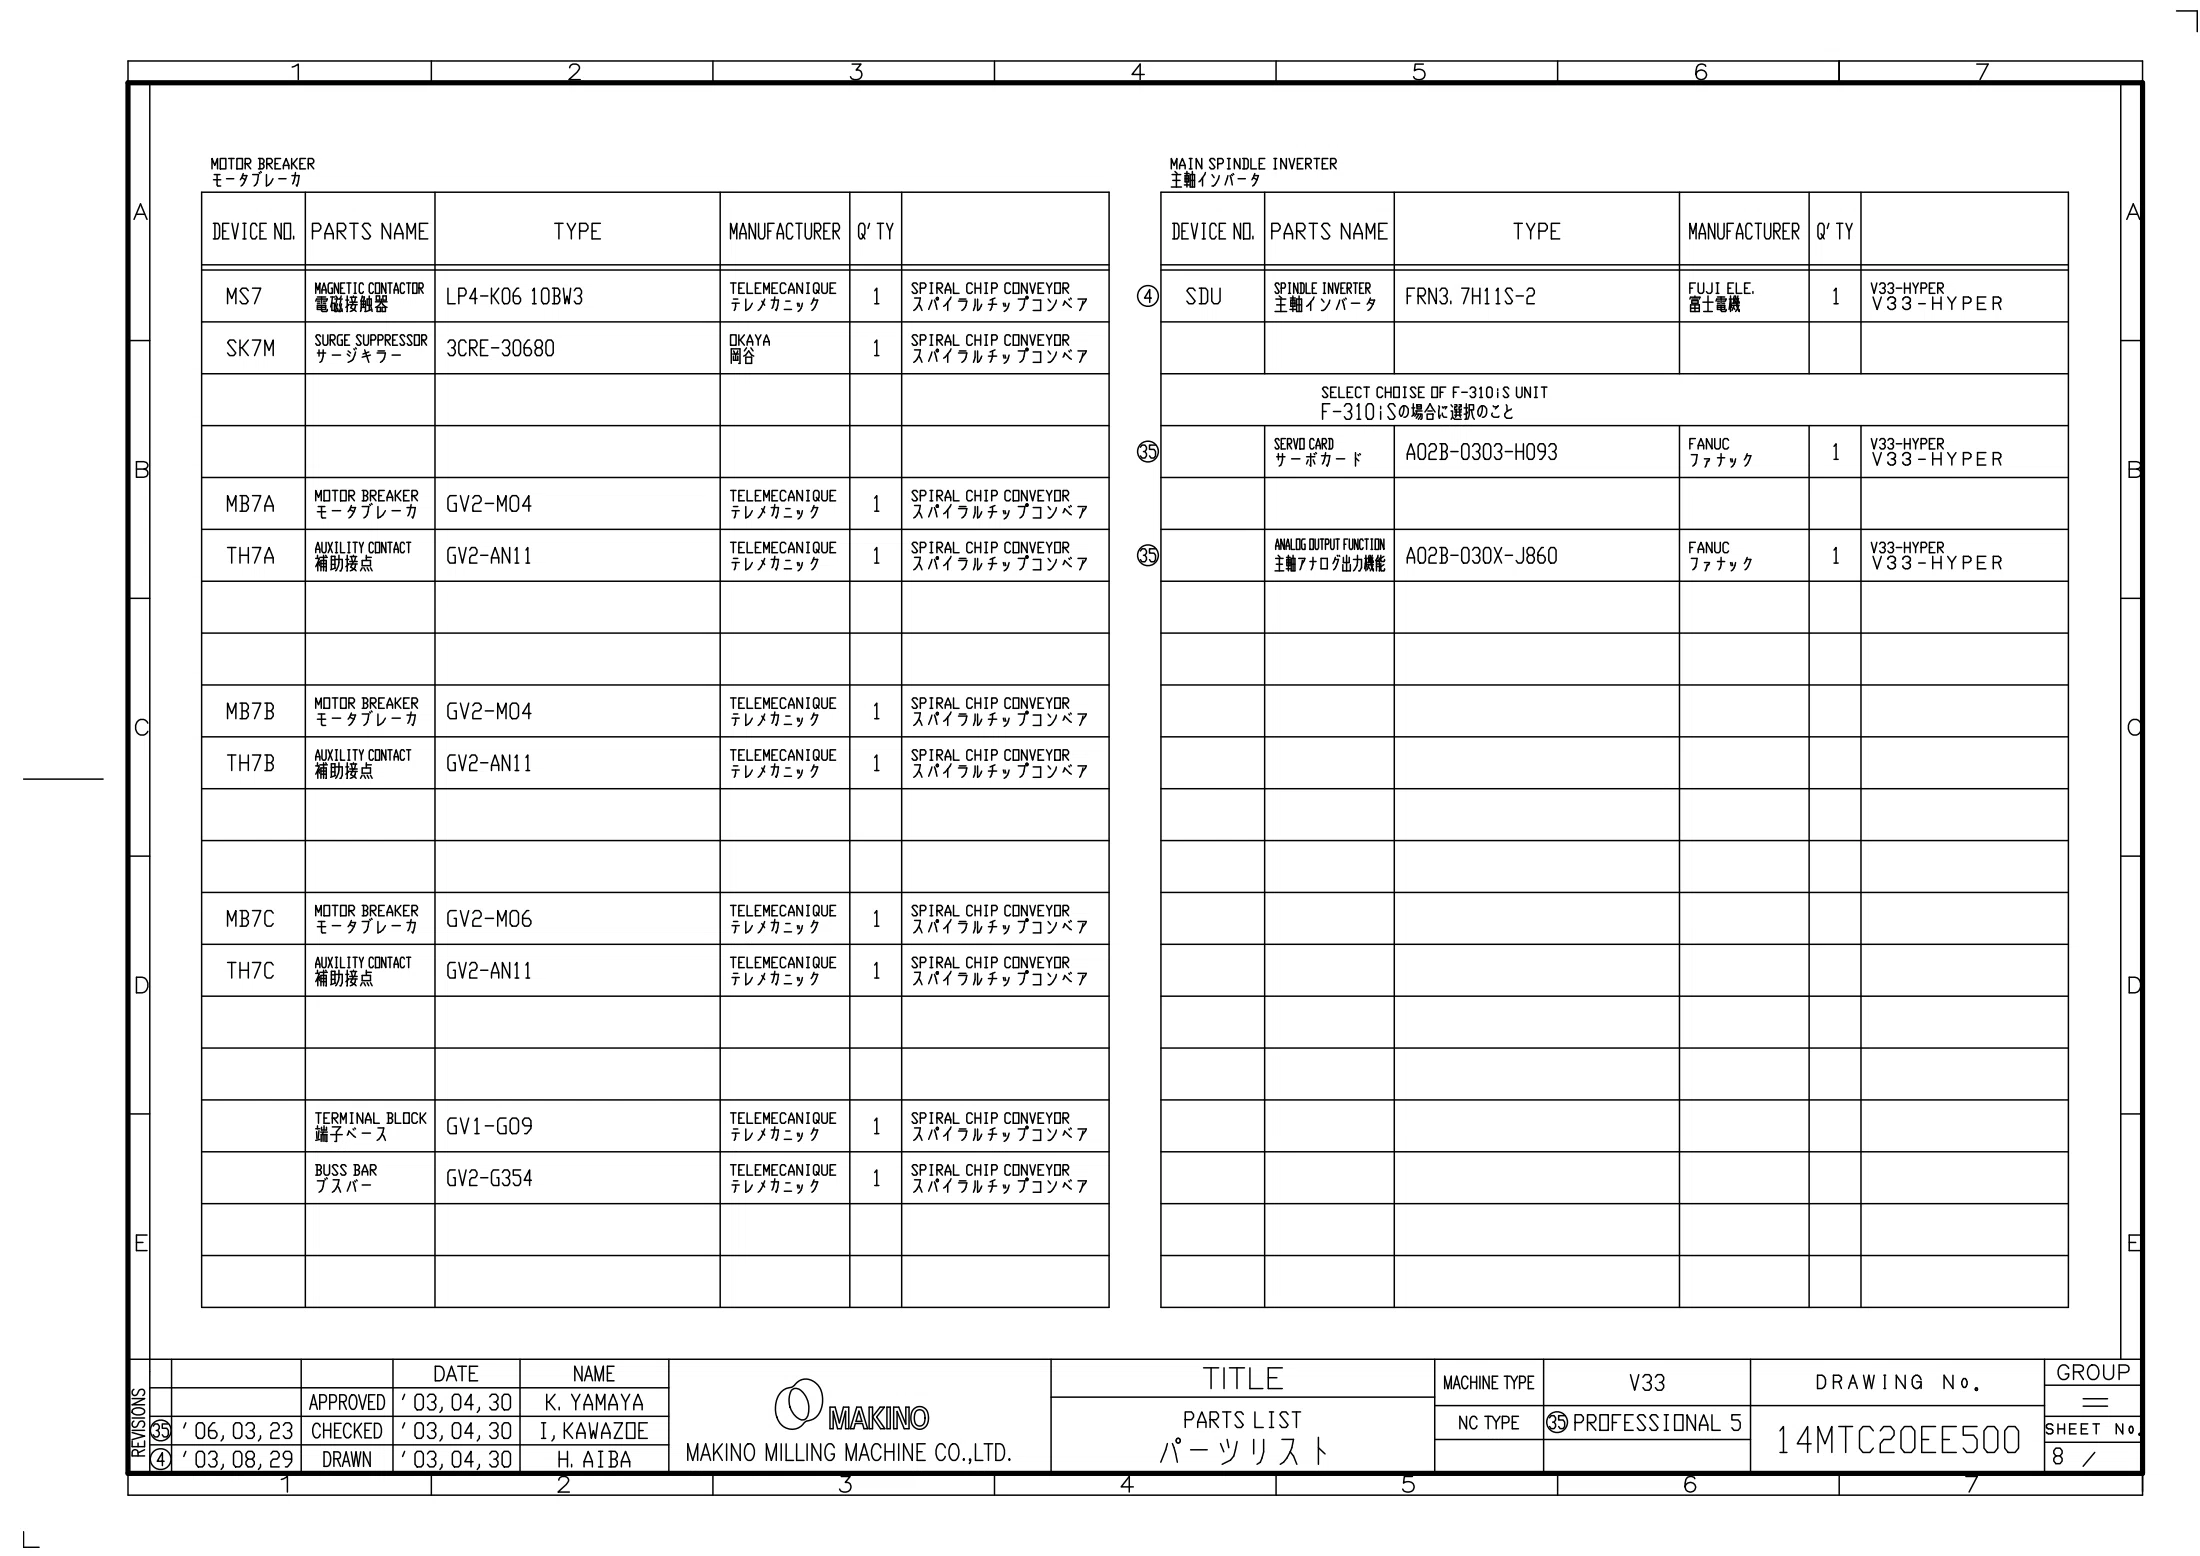 1 2 3 4 5 6 7
MOTOR BREAKER
モータブレーカ
DEVICE NO. PARTS NAME TYPE MANUFACTURER Q'TY
MS7 MAGNETIC CONTACTOR LP4-K06 10BW3 TELEMECANIQUE 1 SPIRAL CHIP CONVEYOR
電磁接触器 テレメカニック スパイラルチップコンベア
SK7M SURGE SUPPRESSOR 3CRE-30680 OKAYA 1 SPIRAL CHIP CONVEYOR
サージキラー 岡谷 スパイラルチップコンベア
MB7A MOTOR BREAKER GV2-M04 TELEMECANIQUE 1 SPIRAL CHIP CONVEYOR
モータブレーカ テレメカニック スパイラルチップコンベア
TH7A AUXILITY CONTACT GV2-AN11 TELEMECANIQUE 1 SPIRAL CHIP CONVEYOR
補助接点 テレメカニック スパイラルチップコンベア
MB7B MOTOR BREAKER GV2-M04 TELEMECANIQUE 1 SPIRAL CHIP CONVEYOR
モータブレーカ テレメカニック スパイラルチップコンベア
TH7B AUXILITY CONTACT GV2-AN11 TELEMECANIQUE 1 SPIRAL CHIP CONVEYOR
補助接点 テレメカニック スパイラルチップコンベア
MB7C MOTOR BREAKER GV2-M06 TELEMECANIQUE 1 SPIRAL CHIP CONVEYOR
モータブレーカ テレメカニック スパイラルチップコンベア
TH7C AUXILITY CONTACT GV2-AN11 TELEMECANIQUE 1 SPIRAL CHIP CONVEYOR
補助接点 テレメカニック スパイラルチップコンベア
TERMINAL BLOCK GV1-G09 TELEMECANIQUE 1 SPIRAL CHIP CONVEYOR
端子ベース テレメカニック スパイラルチップコンベア
BUSS BAR GV2-G354 TELEMECANIQUE 1 SPIRAL CHIP CONVEYOR
ブスバー テレメカニック スパイラルチップコンベア
MAIN SPINDLE INVERTER
主軸インバータ
DEVICE NO. PARTS NAME TYPE MANUFACTURER Q'TY
④ SDU SPINDLE INVERTER FRN3.7H11S-2 FUJI ELE. 1 V33-HYPER
主軸インバータ 富士電機 V33-HYPER
SELECT CHOISE OF F-310iS UNIT
F-310iSの場合に選択のこと
㉟ SERVO CARD A02B-0303-H093 FANUC 1 V33-HYPER
サーボカード ファナック V33-HYPER
㉟ ANALOG OUTPUT FUNCTION A02B-030X-J860 FANUC 1 V33-HYPER
主軸アナログ出力機能 ファナック V33-HYPER
A A
B B
C C
D D
E E
REVISIONS
DATE NAME
APPROVED '03,04,30 K. YAMAYA
㉟ '06,03,23 CHECKED '03,04,30 I, KAWAZOE
④ '03,08,29 DRAWN '03,04,30 H. AIBA
MAKINO
MAKINO MILLING MACHINE CO.,LTD.
TITLE
PARTS LIST
パーツリスト
MACHINE TYPE V33
NC TYPE ㉟ PROFESSIONAL 5
DRAWING No.
14MTC20EE500
GROUP
=
SHEET No.
8 /
1 2 3 4 5 6 7